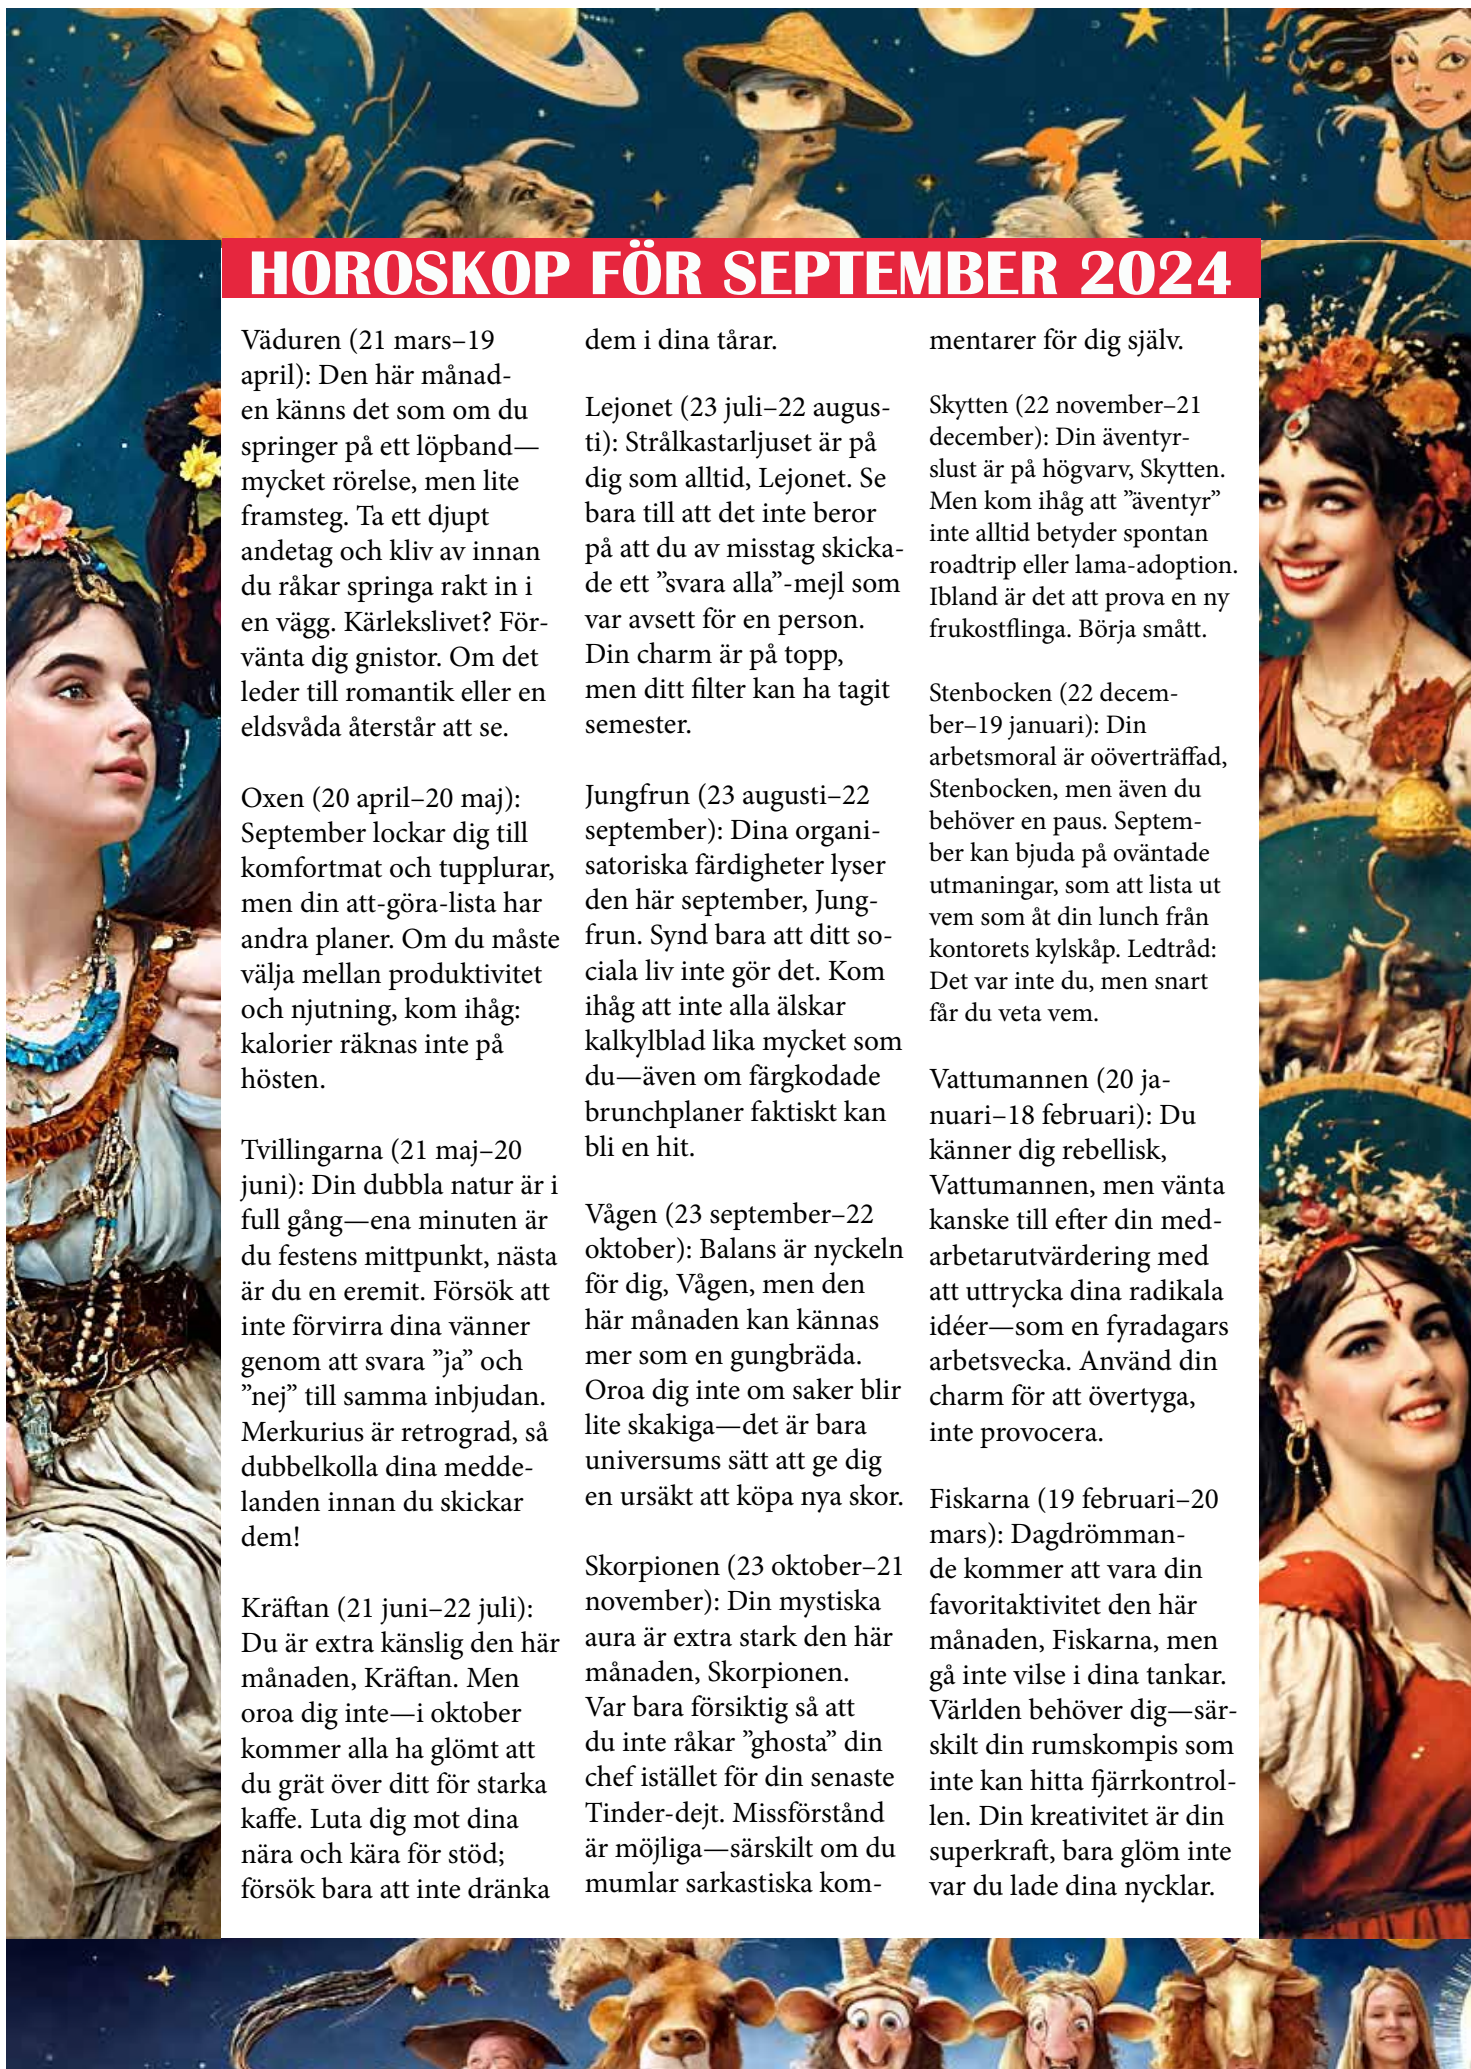 HOROSKOP FÖR SEPTEMBER 2024
Väduren (21 mars–19
april): Den här månad-
en känns det som om du
springer på ett löpband—
mycket rörelse, men lite
framsteg. Ta ett djupt
andetag och kliv av innan
du råkar springa rakt in i
en vägg. Kärlekslivet? För-
vänta dig gnistor. Om det
leder till romantik eller en
eldsvåda återstår att se.
Oxen (20 april–20 maj):
September lockar dig till
komfortmat och tupplurar,
men din att-göra-lista har
andra planer. Om du måste
välja mellan produktivitet
och njutning, kom ihåg:
kalorier räknas inte på
hösten.
Tvillingarna (21 maj–20
juni): Din dubbla natur är i
full gång—ena minuten är
du festens mittpunkt, nästa
är du en eremit. Försök att
inte förvirra dina vänner
genom att svara ”ja” och
”nej” till samma inbjudan.
Merkurius är retrograd, så
dubbelkolla dina medde-
landen innan du skickar
dem!
Kräftan (21 juni–22 juli):
Du är extra känslig den här
månaden, Kräftan. Men
oroa dig inte—i oktober
kommer alla ha glömt att
du grät över ditt för starka
kaffe. Luta dig mot dina
nära och kära för stöd;
försök bara att inte dränka
dem i dina tårar.
Lejonet (23 juli–22 augus-
ti): Strålkastarljuset är på
dig som alltid, Lejonet. Se
bara till att det inte beror
på att du av misstag skicka-
de ett ”svara alla”-mejl som
var avsett för en person.
Din charm är på topp,
men ditt filter kan ha tagit
semester.
Jungfrun (23 augusti–22
september): Dina organi-
satoriska färdigheter lyser
den här september, Jung-
frun. Synd bara att ditt so-
ciala liv inte gör det. Kom
ihåg att inte alla älskar
kalkylblad lika mycket som
du—även om färgkodade
brunchplaner faktiskt kan
bli en hit.
Vågen (23 september–22
oktober): Balans är nyckeln
för dig, Vågen, men den
här månaden kan kännas
mer som en gungbräda.
Oroa dig inte om saker blir
lite skakiga—det är bara
universums sätt att ge dig
en ursäkt att köpa nya skor.
Skorpionen (23 oktober–21
november): Din mystiska
aura är extra stark den här
månaden, Skorpionen.
Var bara försiktig så att
du inte råkar ”ghosta” din
chef istället för din senaste
Tinder-dejt. Missförstånd
är möjliga—särskilt om du
mumlar sarkastiska kom-
mentarer för dig själv.
Skytten (22 november–21
december): Din äventyr-
slust är på högvarv, Skytten.
Men kom ihåg att ”äventyr”
inte alltid betyder spontan
roadtrip eller lama-adoption.
Ibland är det att prova en ny
frukostflinga. Börja smått.
Stenbocken (22 decem-
ber–19 januari): Din
arbetsmoral är oöverträffad,
Stenbocken, men även du
behöver en paus. Septem-
ber kan bjuda på oväntade
utmaningar, som att lista ut
vem som åt din lunch från
kontorets kylskåp. Ledtråd:
Det var inte du, men snart
får du veta vem.
Vattumannen (20 ja-
nuari–18 februari): Du
känner dig rebellisk,
Vattumannen, men vänta
kanske till efter din med-
arbetarutvärdering med
att uttrycka dina radikala
idéer—som en fyradagars
arbetsvecka. Använd din
charm för att övertyga,
inte provocera.
Fiskarna (19 februari–20
mars): Dagdrömman-
de kommer att vara din
favoritaktivitet den här
månaden, Fiskarna, men
gå inte vilse i dina tankar.
Världen behöver dig—sär-
skilt din rumskompis som
inte kan hitta fjärrkontrol-
len. Din kreativitet är din
superkraft, bara glöm inte
var du lade dina nycklar.